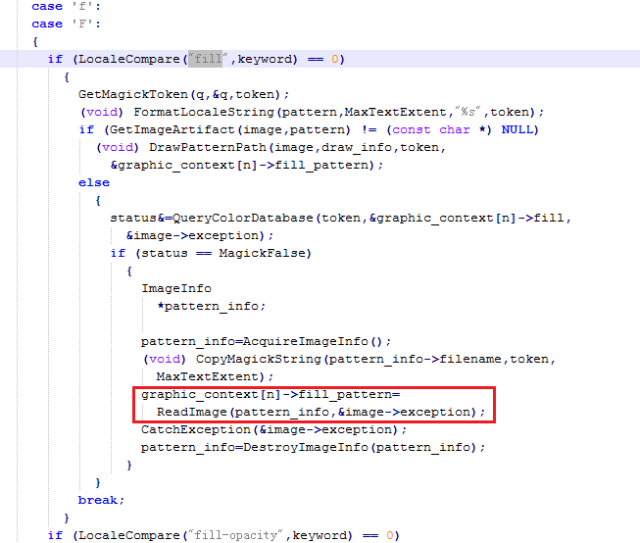 case 'f':
case 'F':
{
if (LocaleCompare("fill",keyword) == 0)
{
GetMagickToken(q,&q,token);
(void) FormatLocaleString(pattern,MaxTextExtent,"%s",token);
if (GetImageArtifact(image,pattern) != (const char *) NULL)
(void) DrawPatternPath(image,draw_info,token,
&graphic_context[n]->fill_pattern);
else
{
status&=QueryColorDatabase(token,&graphic_context[n]->fill,
&image->exception);
if (status == MagickFalse)
{
ImageInfo
*pattern_info;
pattern_info=AcquireImageInfo();
(void) CopyMagickString(pattern_info->filename,token,
MaxTextExtent);
graphic_context[n]->fill_pattern=
ReadImage(pattern_info,&image->exception);
CatchException(&image->exception);
pattern_info=DestroyImageInfo(pattern_info);
}
}
break;
}
if (LocaleCompare("fill-opacity",keyword) == 0)